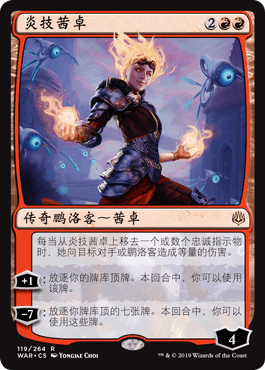 炎技茜卓 2
传奇鹏洛客～茜卓
每当从炎技茜卓上移去一个或数个忠诚指示物
时，她向目标对手或鹏洛客造成等量的伤害。
+1 : 放逐你的牌库顶牌。本回合中，你可以使用
该牌。
-7 : 放逐你牌库顶的七张牌。本回合中，你可以
使用这些牌。
4
119/264 R
WAR • CS YONGJAE CHOI
™ & © 2019 Wizards of the Coast